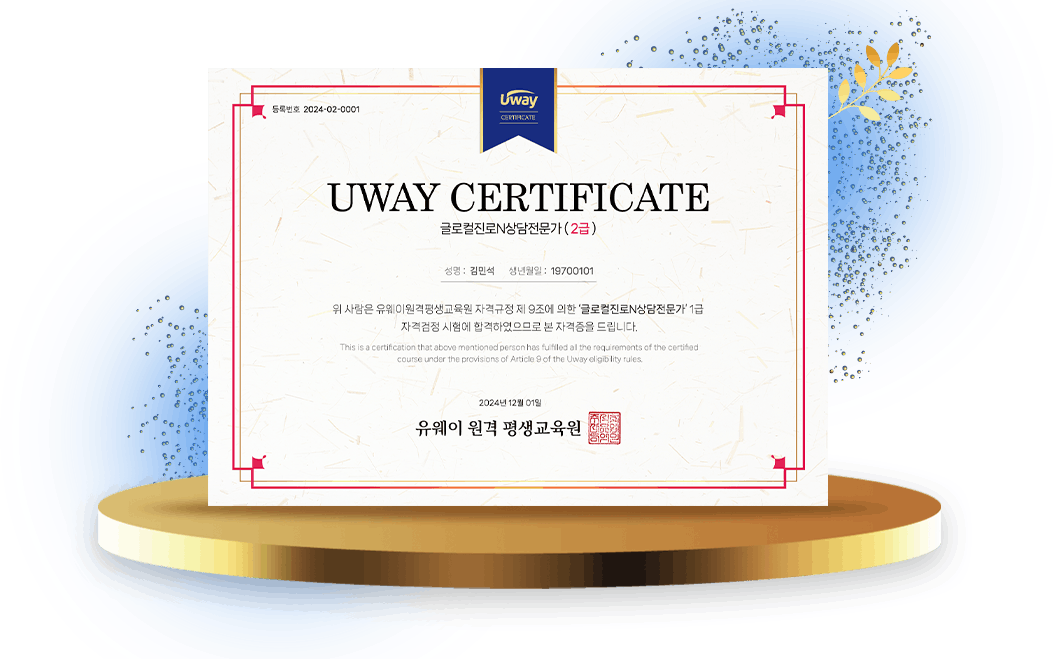 Uway
CERTIFICATE
등록번호 2024-02-0001
UWAY CERTIFICATE
글로컬진로N상담전문가 ( 2급 )
성명 : 김민석 생년월일 : 19700101
위 사람은 유웨이원격평생교육원 자격규정 제 9조에 의한 '글로컬진로N상담전문가' 1급
자격검정 시험에 합격하였으므로 본 자격증을 드립니다.
This is a certification that above mentioned person has fulfilled all the requirements of the certified
course under the provisions of Article 9 of the Uway eligibility rules.
2024년 12월 01일
유웨이 원격 평생교육원